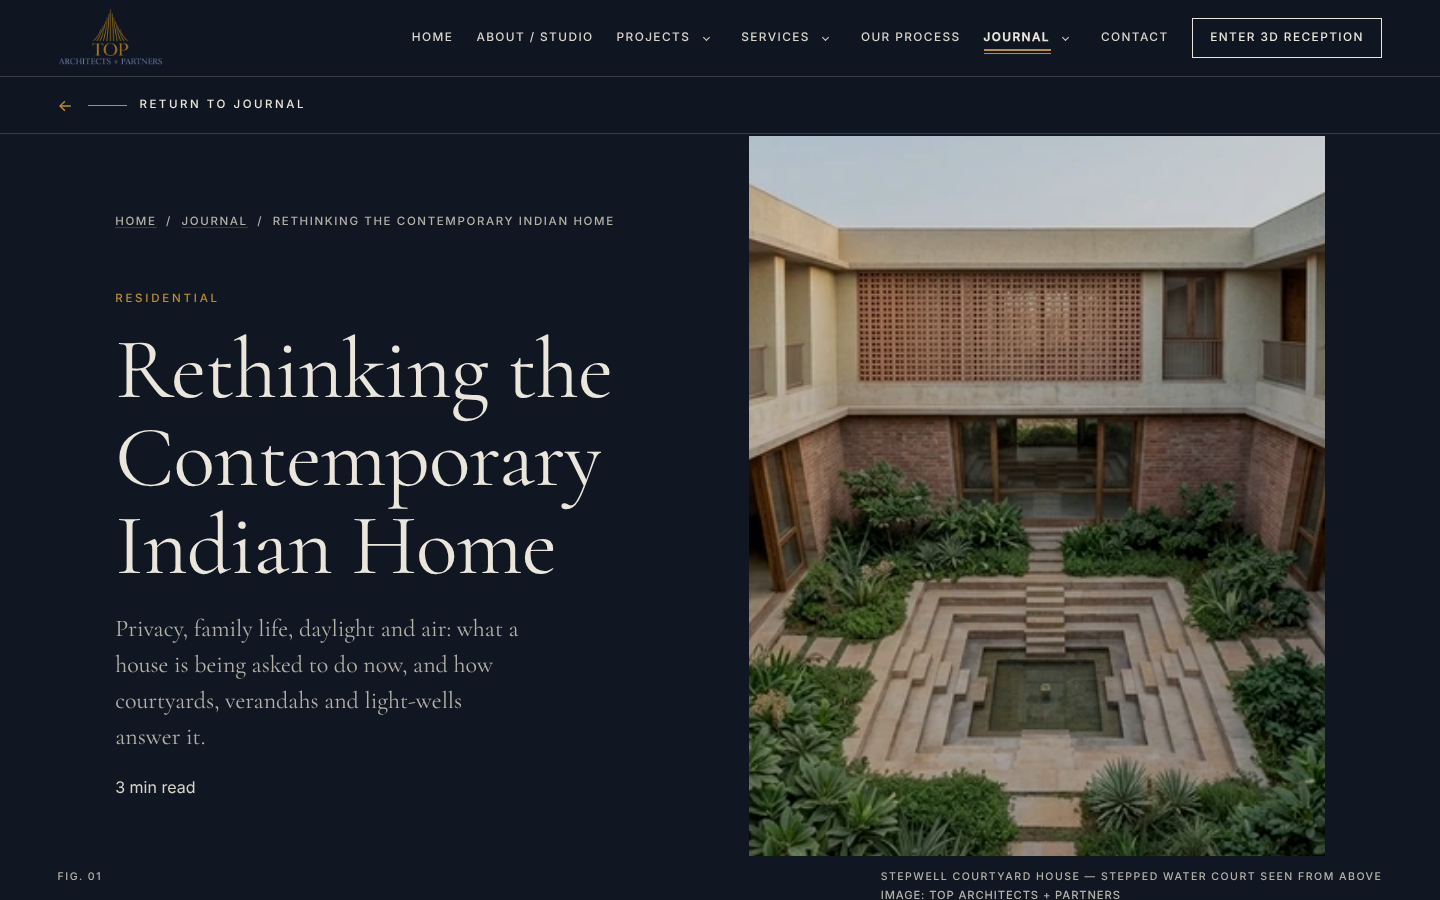 TOP
ARCHITECTS + PARTNERS
HOME
ABOUT / STUDIO
PROJECTS
SERVICES
OUR PROCESS
JOURNAL
CONTACT
ENTER 3D RECEPTION
RETURN TO JOURNAL
HOME / JOURNAL / RETHINKING THE CONTEMPORARY INDIAN HOME
RESIDENTIAL
Rethinking the
Contemporary
Indian Home
Privacy, family life, daylight and air: what a
house is being asked to do now, and how
courtyards, verandahs and light-wells
answer it.
3 min read
FIG. 01
STEPWELL COURTYARD HOUSE — STEPPED WATER COURT SEEN FROM ABOVE
IMAGE: TOP ARCHITECTS + PARTNERS